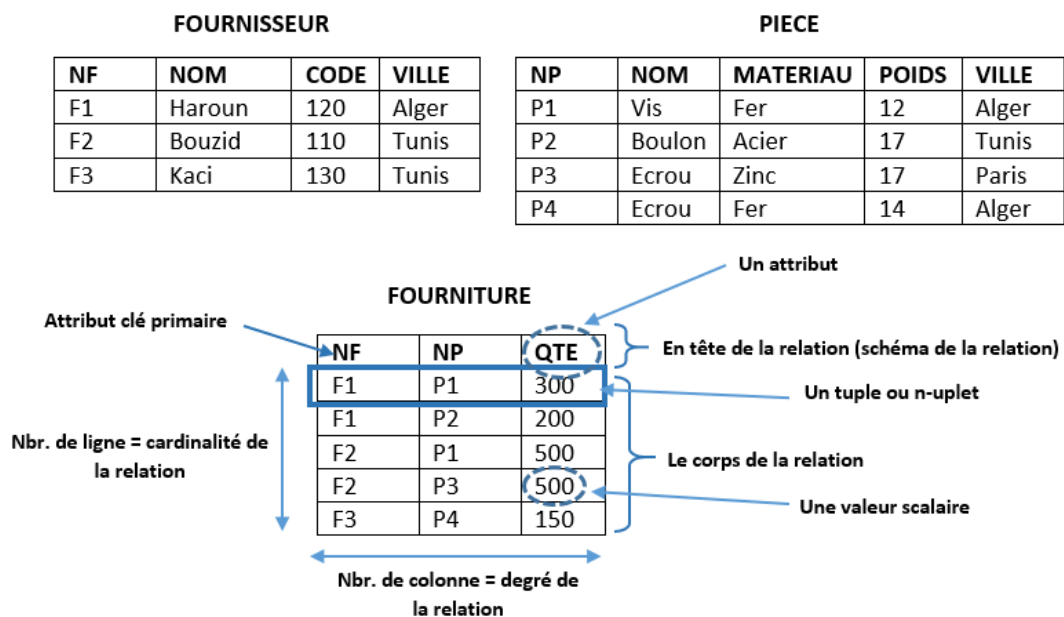 FOURNISSEUR
NF NOM CODE VILLE
F1 Haroun 120 Alger
F2 Bouzid 110 Tunis
F3 Kaci 130 Tunis
PIECE
NP NOM MATERIAU POIDS VILLE
P1 Vis Fer 12 Alger
P2 Boulon Acier 17 Tunis
P3 Ecrou Zinc 17 Paris
P4 Ecrou Fer 14 Alger
Un attribut
FOURNITURE
Attribut clé primaire
NF NP QTE
F1 P1 300
F1 P2 200
F2 P1 500
F2 P3 500
F3 P4 150
En tête de la relation (schéma de la relation)
Un tuple ou n-uplet
Nbr. de ligne = cardinalité de
la relation
Le corps de la relation
Une valeur scalaire
Nbr. de colonne = degré de
la relation